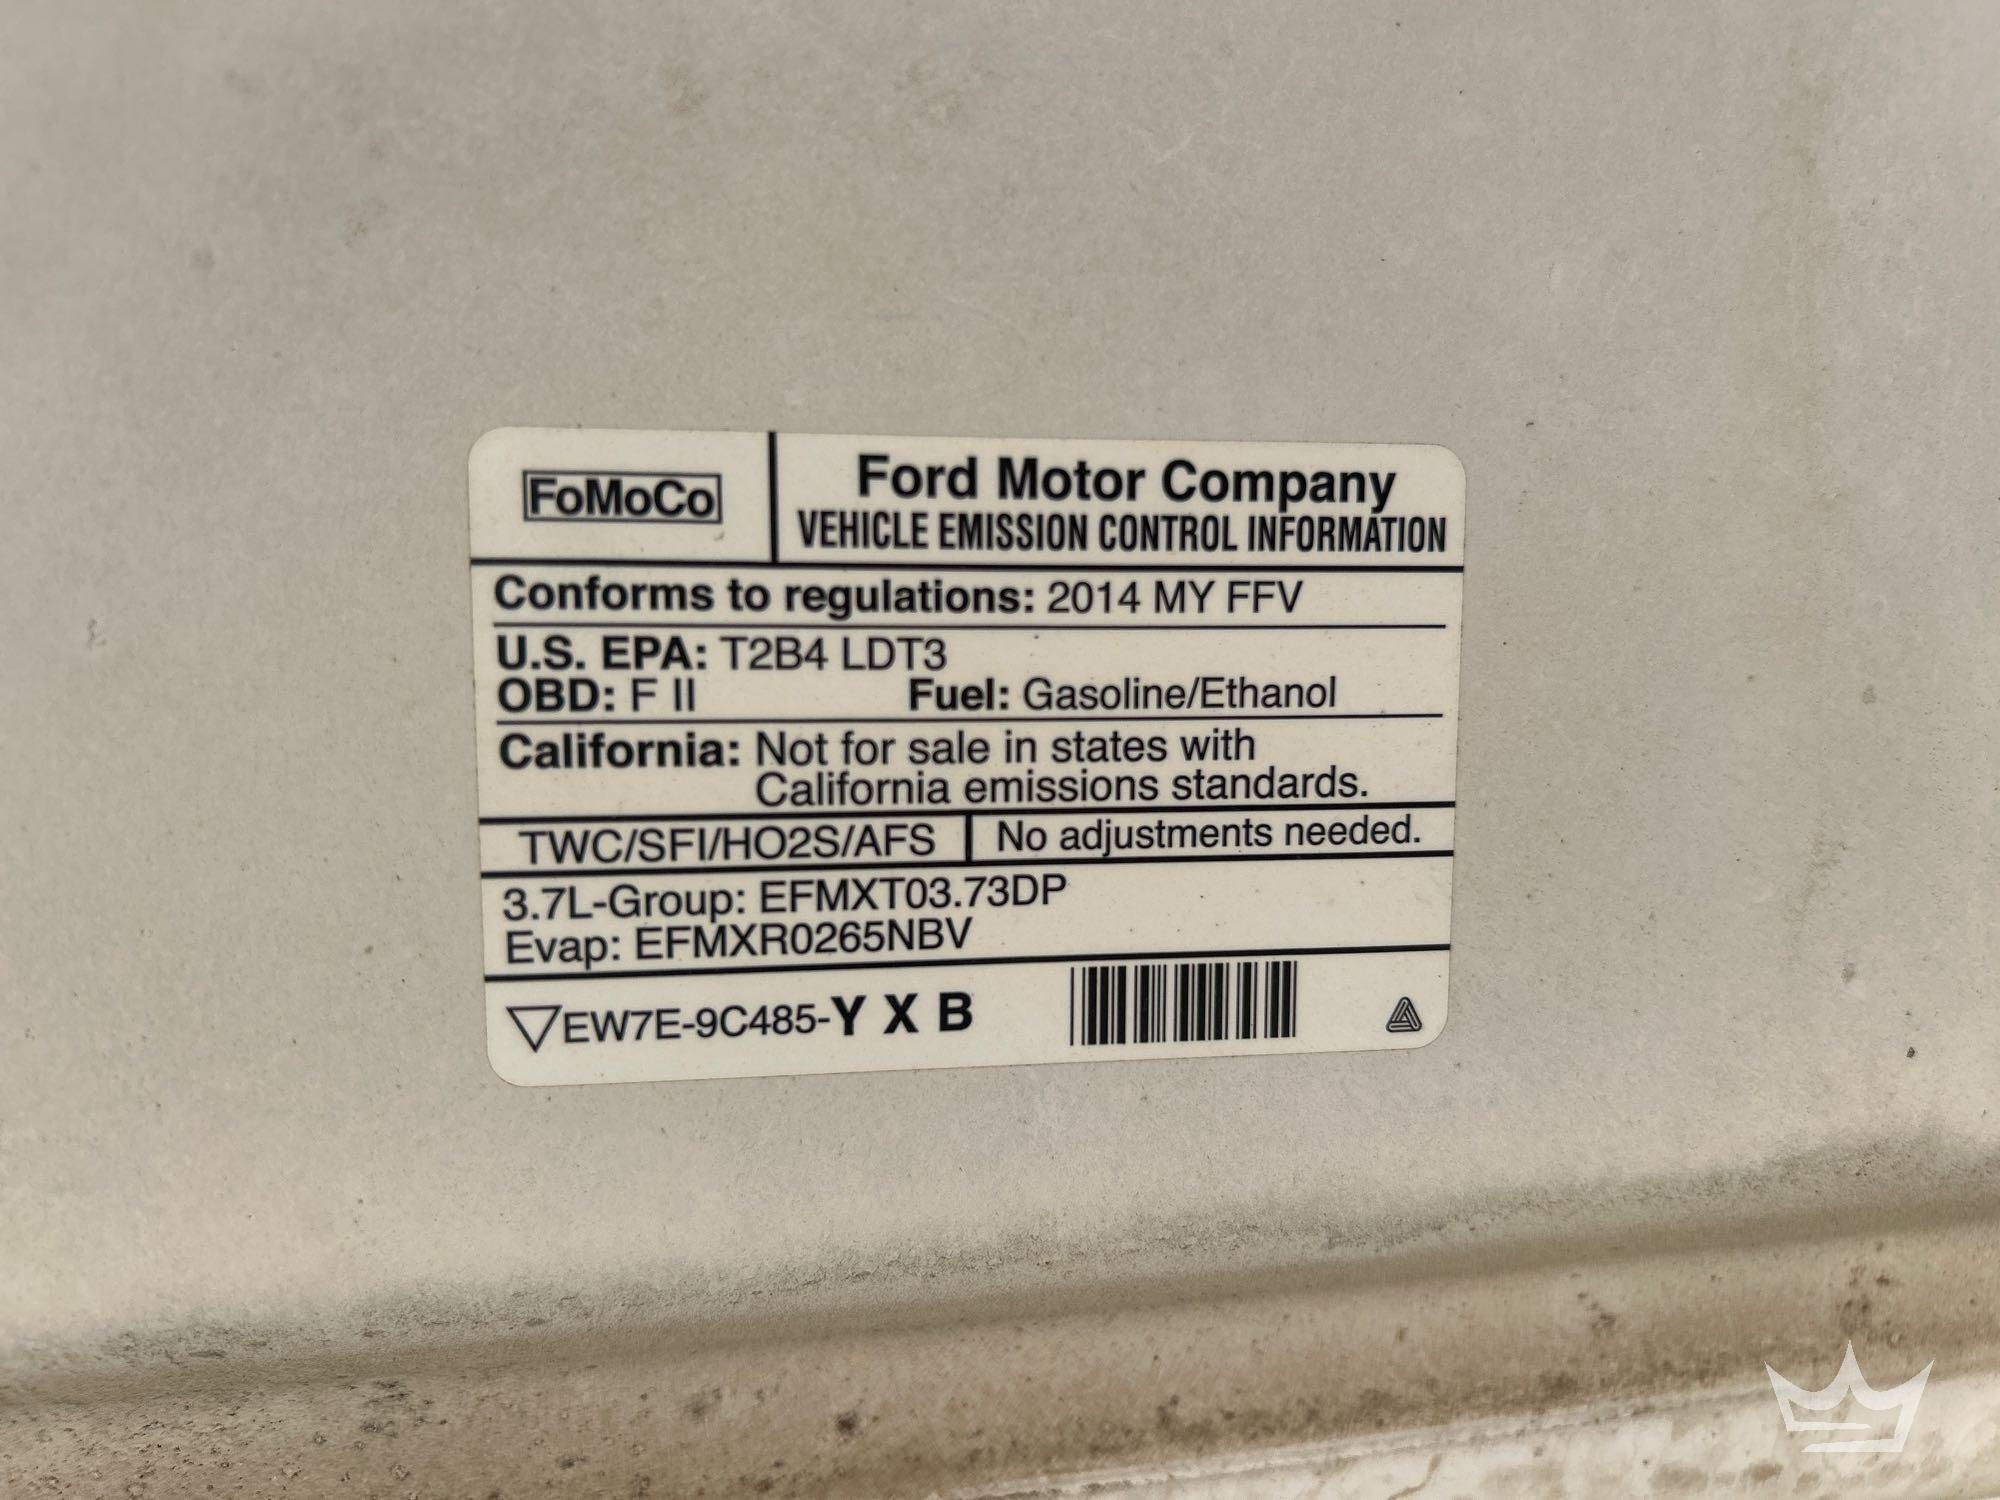 FoMoCo
Ford Motor Company
VEHICLE EMISSION CONTROL INFORMATION
Conforms to regulations: 2014 MY FFV
U.S. EPA: T2B4 LDT3
OBD: F II Fuel: Gasoline/Ethanol
California: Not for sale in states with
California emissions standards.
TWC/SFI/HO2S/AFS No adjustments needed.
3.7L-Group: EFMXT03.73DP
Evap: EFMXR0265NBV
▽EW7E-9C485-Y X B